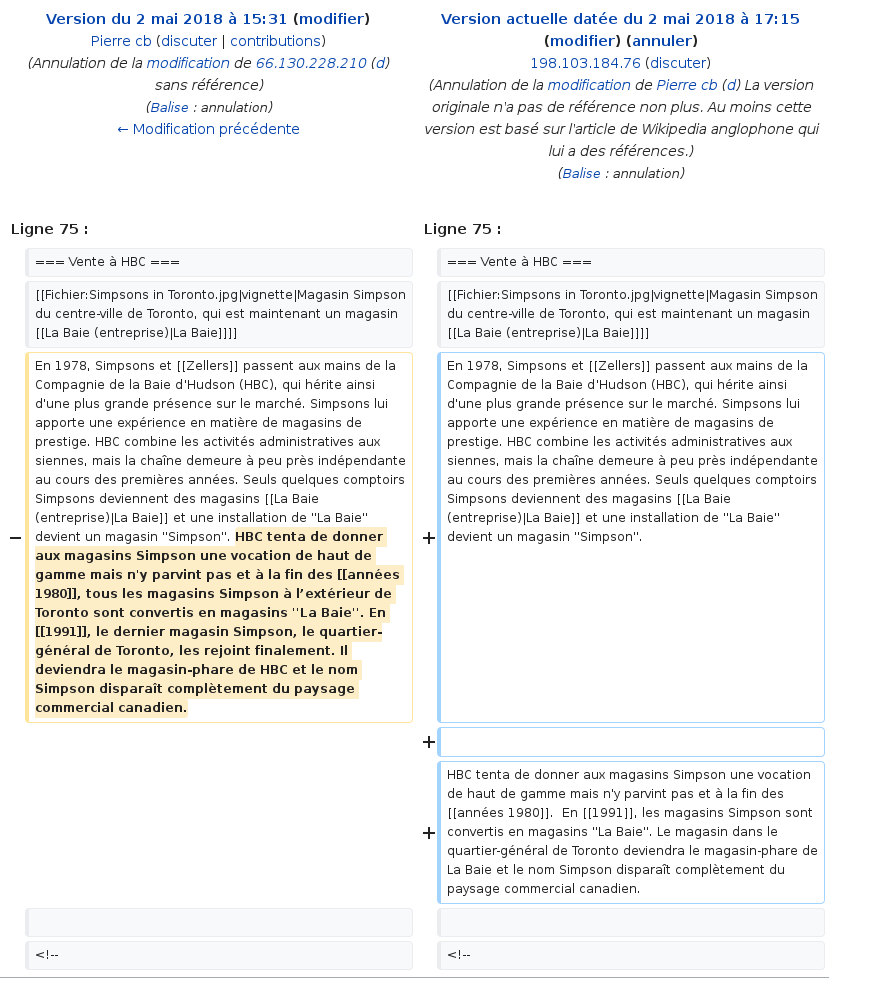 Version du 2 mai 2018 à 15:31 (modifier)
Pierre cb (discuter | contributions)
(Annulation de la modification de 66.130.228.210 (d)
sans référence)
(Balise : annulation)
← Modification précédente
Version actuelle datée du 2 mai 2018 à 17:15
(modifier) (annuler)
198.103.184.76 (discuter)
(Annulation de la modification de Pierre cb (d) La version
originale n'a pas de référence non plus. Au moins cette
version est basé sur l'article de Wikipedia anglophone qui
lui a des références.)
(Balise : annulation)
Ligne 75 :
=== Vente à HBC ===
[[Fichier:Simpsons in Toronto.jpg|vignette|Magasin Simpson
du centre-ville de Toronto, qui est maintenant un magasin
[[La Baie (entreprise)|La Baie]]]]
− En 1978, Simpsons et [[Zellers]] passent aux mains de la
Compagnie de la Baie d'Hudson (HBC), qui hérite ainsi
d'une plus grande présence sur le marché. Simpsons lui
apporte une expérience en matière de magasins de
prestige. HBC combine les activités administratives aux
siennes, mais la chaîne demeure à peu près indépendante
au cours des premières années. Seuls quelques comptoirs
Simpsons deviennent des magasins [[La Baie
(entreprise)|La Baie]] et une installation de ''La Baie''
devient un magasin ''Simpson''. HBC tenta de donner
aux magasins Simpson une vocation de haut de
gamme mais n'y parvint pas et à la fin des [[années
1980]], tous les magasins Simpson à l’extérieur de
Toronto sont convertis en magasins ''La Baie''. En
[[1991]], le dernier magasin Simpson, le quartier-
général de Toronto, les rejoint finalement. Il
deviendra le magasin-phare de HBC et le nom
Simpson disparaît complètement du paysage
commercial canadien.
<!--
Ligne 75 :
=== Vente à HBC ===
[[Fichier:Simpsons in Toronto.jpg|vignette|Magasin Simpson
du centre-ville de Toronto, qui est maintenant un magasin
[[La Baie (entreprise)|La Baie]]]]
+ En 1978, Simpsons et [[Zellers]] passent aux mains de la
Compagnie de la Baie d'Hudson (HBC), qui hérite ainsi
d'une plus grande présence sur le marché. Simpsons lui
apporte une expérience en matière de magasins de
prestige. HBC combine les activités administratives aux
siennes, mais la chaîne demeure à peu près indépendante
au cours des premières années. Seuls quelques comptoirs
Simpsons deviennent des magasins [[La Baie
(entreprise)|La Baie]] et une installation de ''La Baie''
devient un magasin ''Simpson''.
+
+ HBC tenta de donner aux magasins Simpson une vocation
de haut de gamme mais n'y parvint pas et à la fin des
[[années 1980]].  En [[1991]], les magasins Simpson sont
convertis en magasins ''La Baie''. Le magasin dans le
quartier-général de Toronto deviendra le magasin-phare de
La Baie et le nom Simpson disparaît complètement du
paysage commercial canadien.
<!--